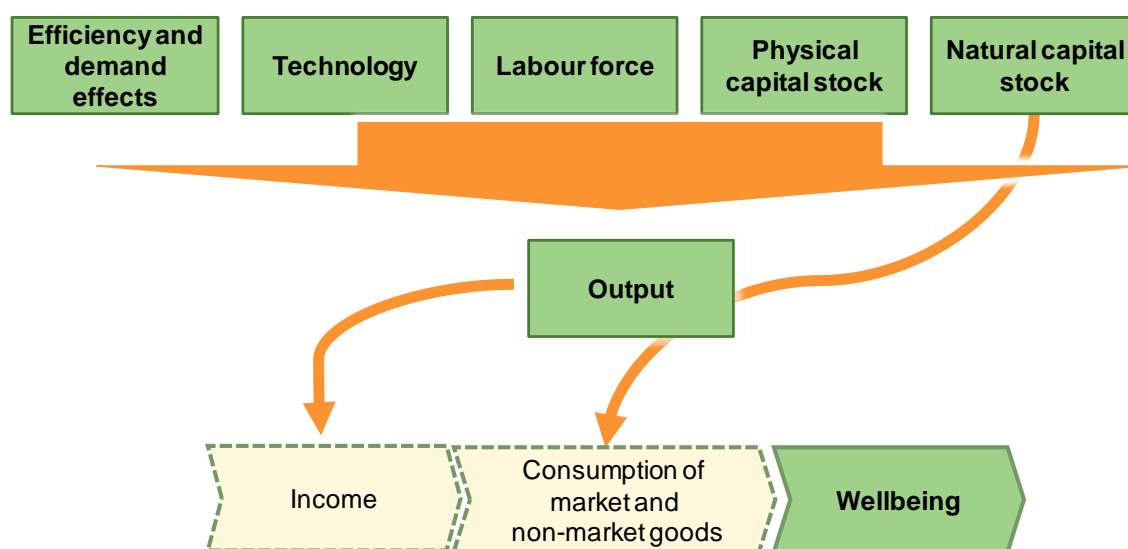 Efficiency and
demand
effects
Technology
Labour force
Physical
capital stock
Natural capital
stock
Output
Income
Consumption of
market and
non-market goods
Wellbeing